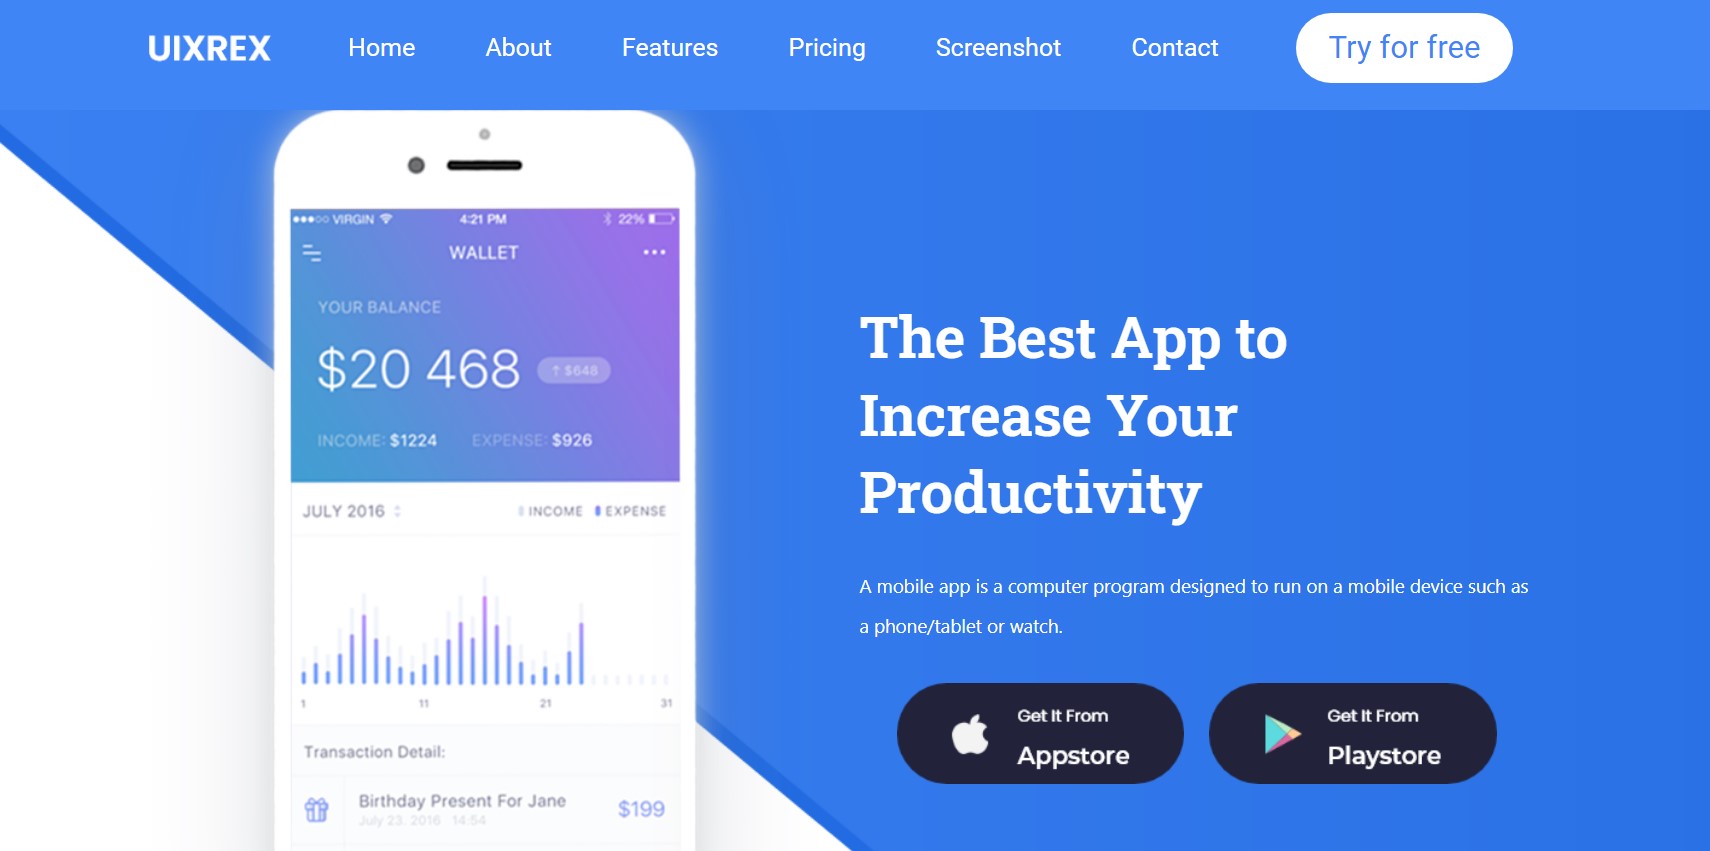 UIXREX
Home
About
Features
Pricing
Screenshot
Contact
Try for free
VIRGIN
4:21 PM
22%
WALLET
YOUR BALANCE
$20 468
↑ $648
INCOME: $1224
EXPENSE: $926
JULY 2016
INCOME
EXPENSE
1
11
21
31
Transaction Detail:
Birthday Present For Jane
$199
July 23, 2016 14:54
The Best App to
Increase Your
Productivity
A mobile app is a computer program designed to run on a mobile device such as
a phone/tablet or watch.
Get It From
Appstore
Get It From
Playstore